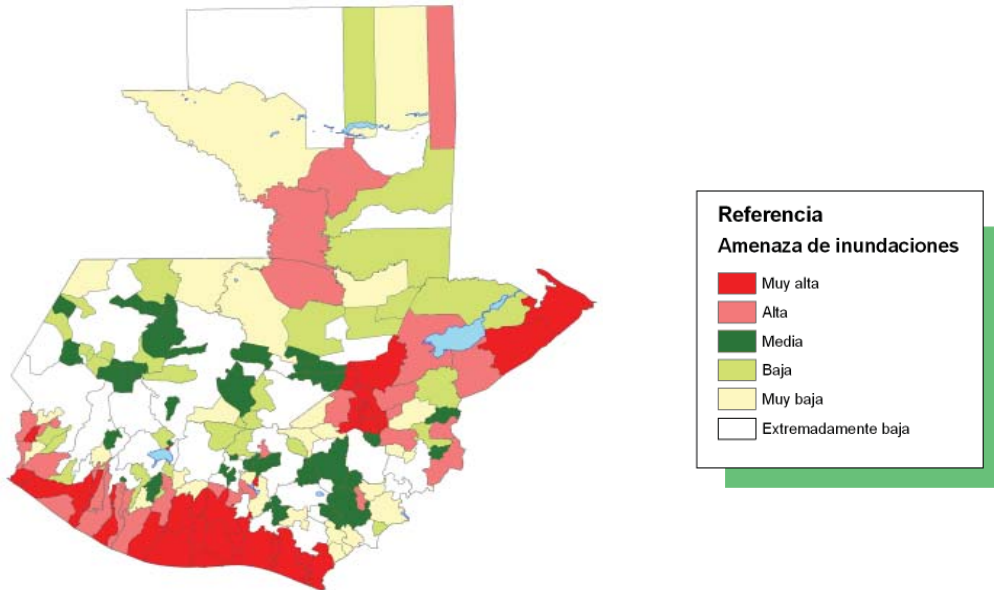 Referencia
Amenaza de inundaciones
Muy alta
Alta
Media
Baja
Muy baja
Extremadamente baja